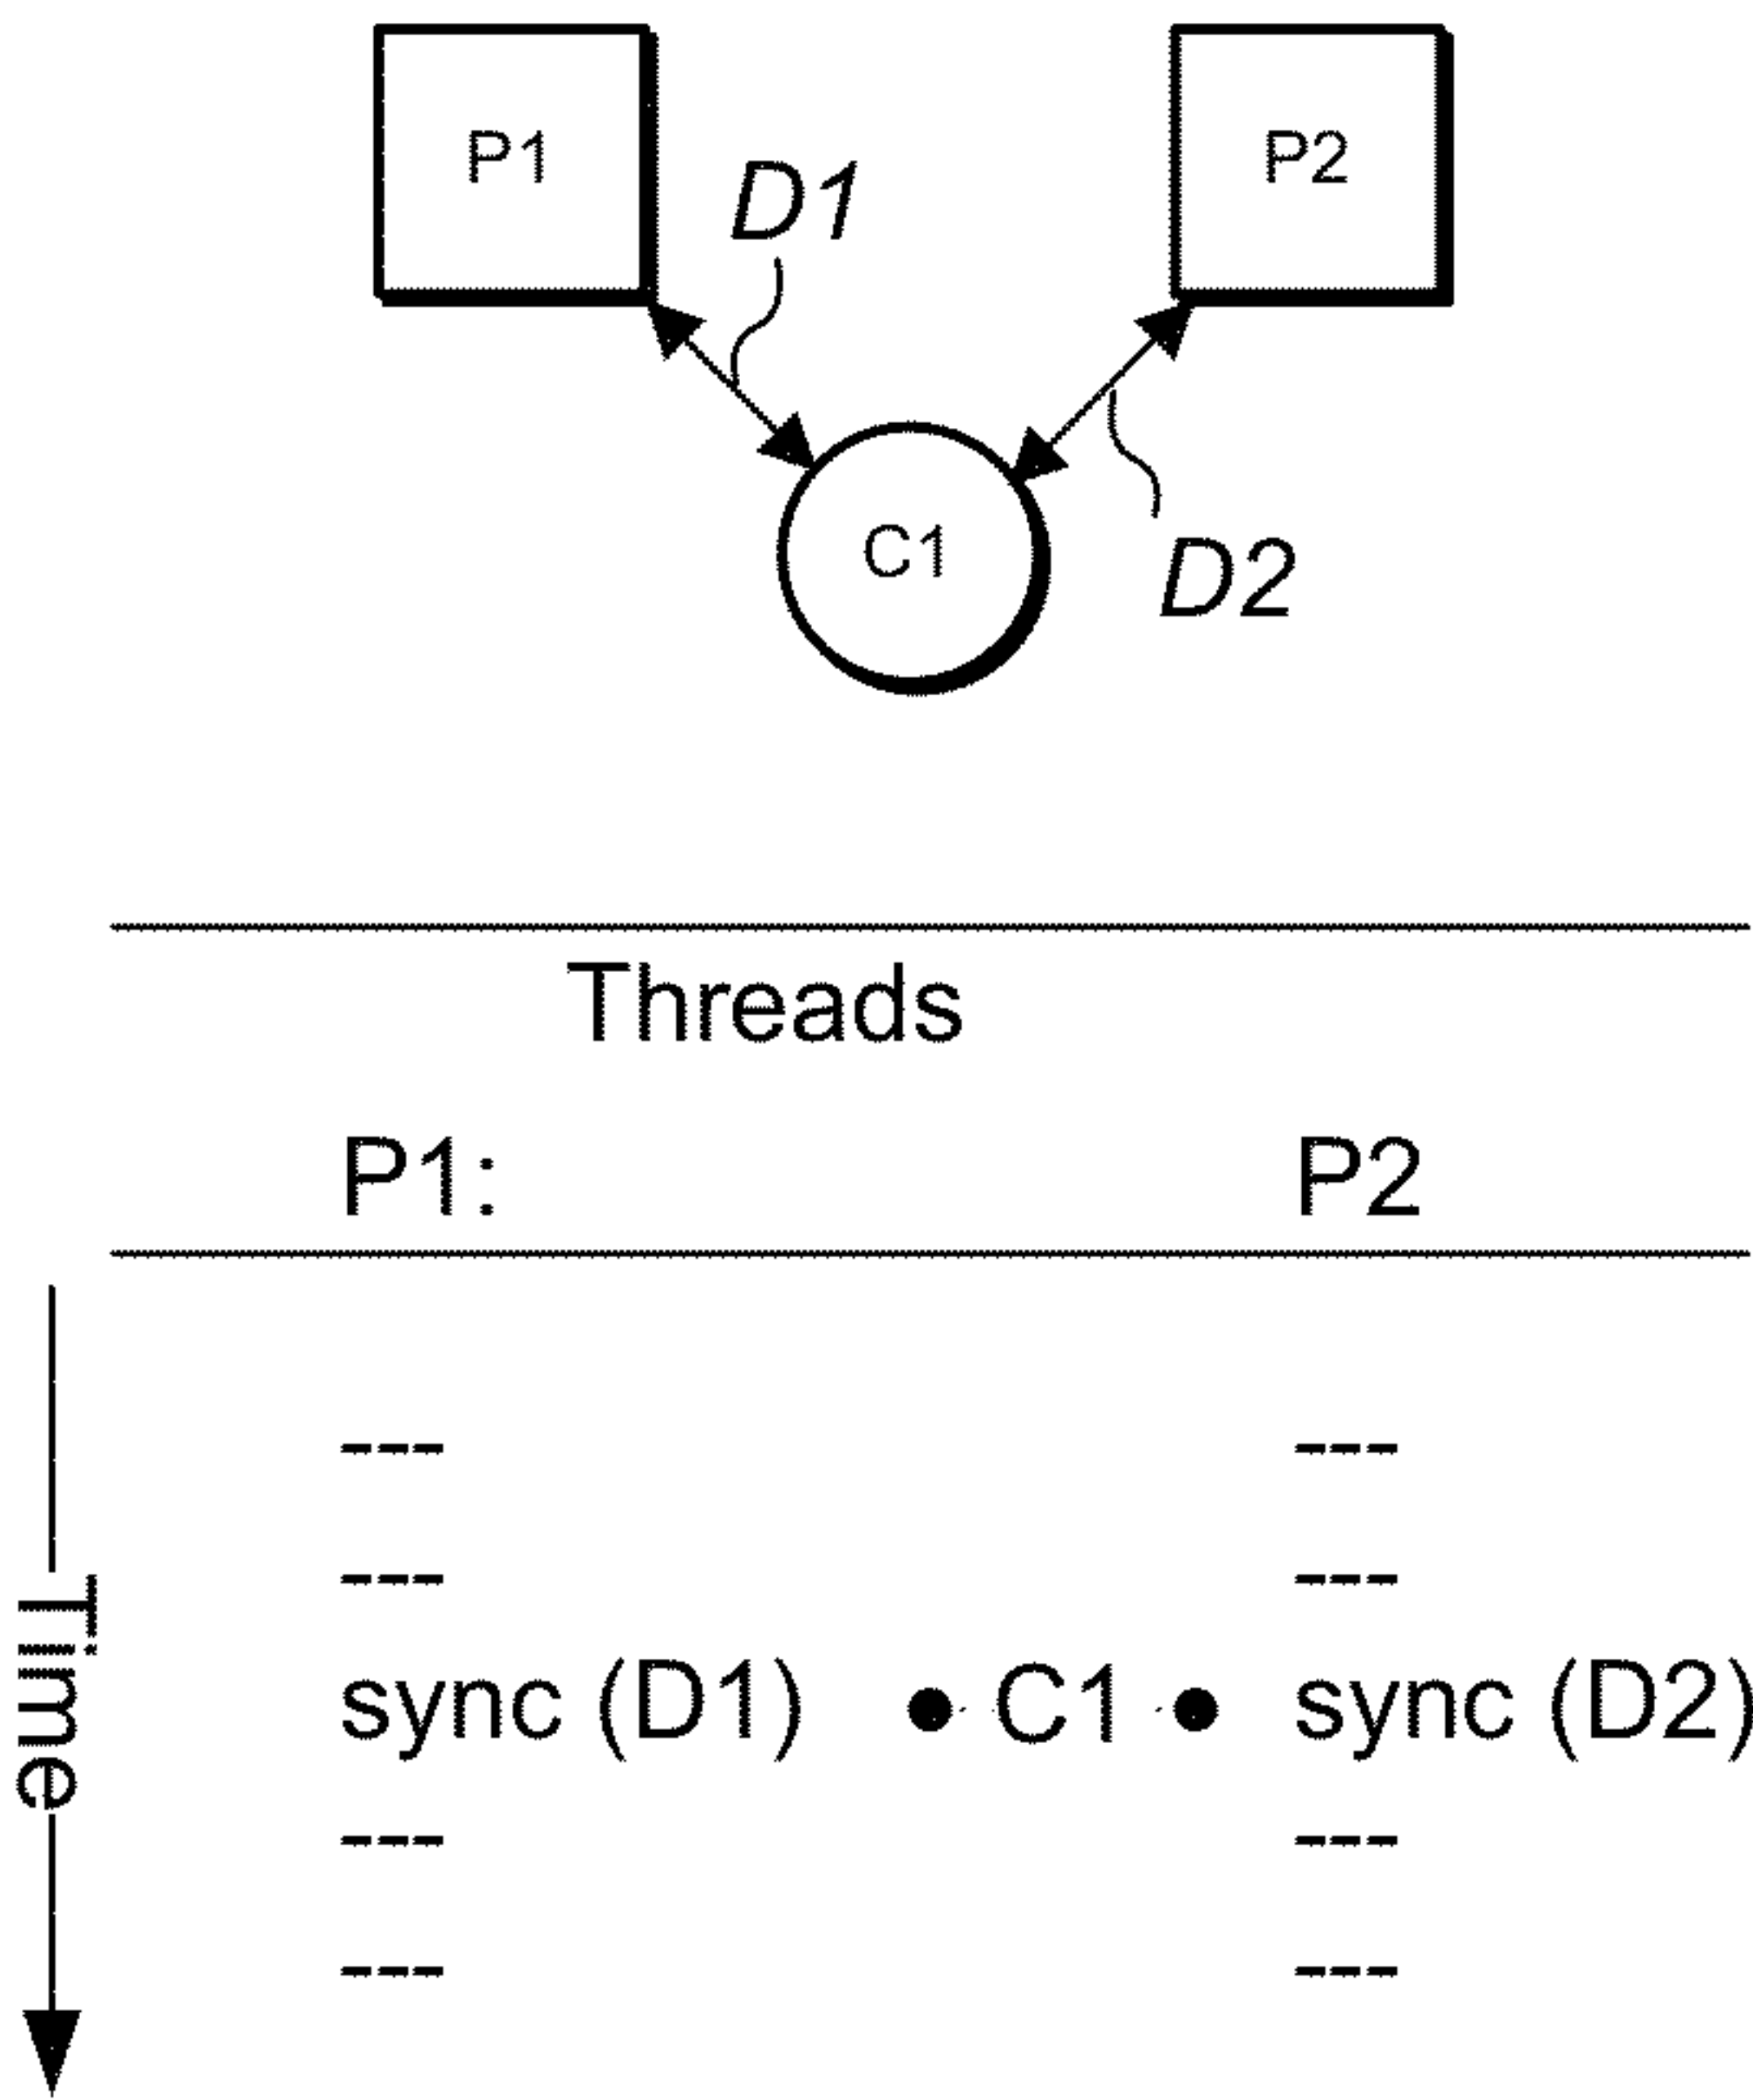 P1 P2
D1
C1
D2
Threads
P1: P2
--- ---
--- ---
sync (D1) ● C1 ● sync (D2)
--- ---
--- ---
Time